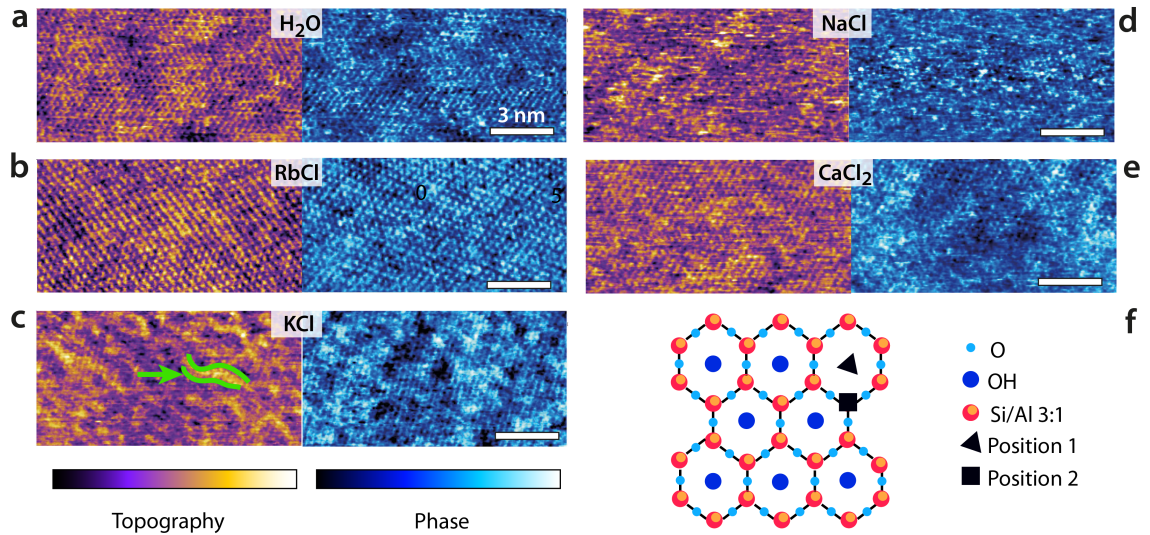 a
H₂O
3 nm
NaCl
d
b
RbCl
0
5
CaCl₂
e
c
KCl
f
O
OH
Si/Al 3:1
Position 1
Position 2
Topography
Phase